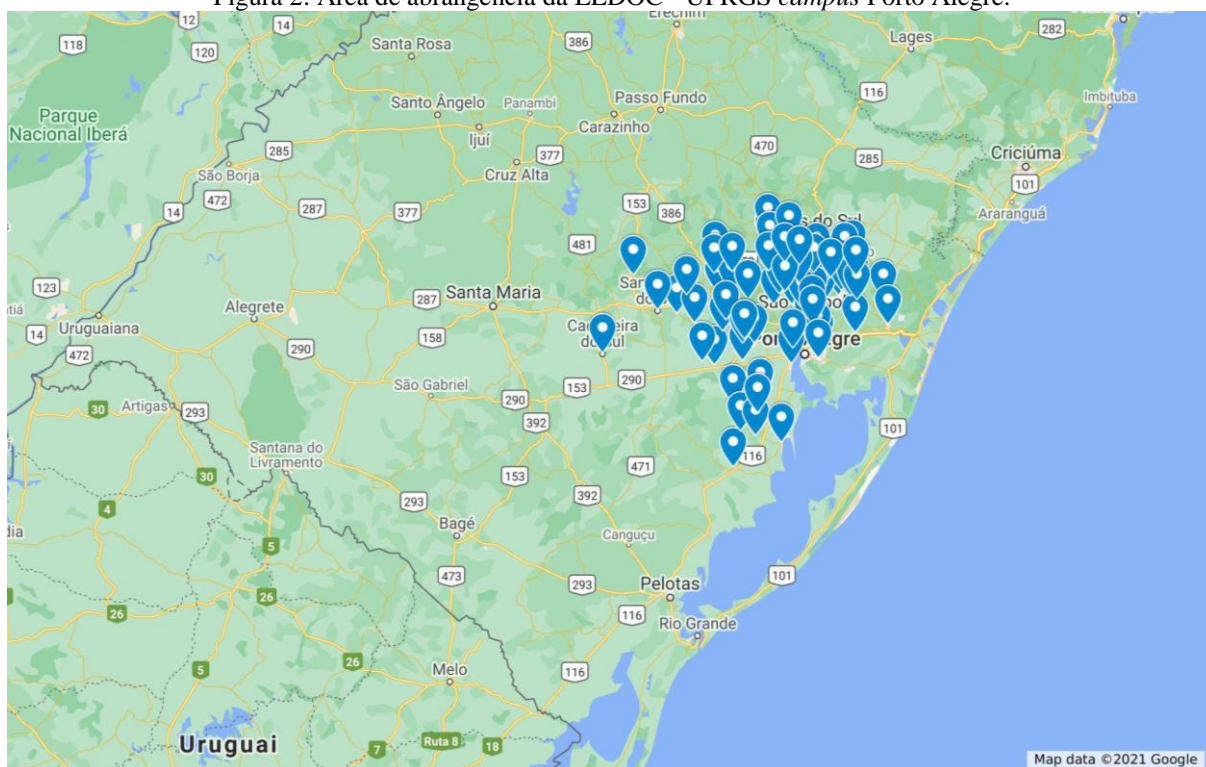 Figura 2: Área de abrangência da LEDOC - UFRGS campus Porto Alegre.
Erechim
14
282
118
120
386
Lages
Santa Rosa
116
Santo Ângelo
Panambi
Passo Fundo
Imbituba
Parque
Nacional Iberá
Ijuí
Carazinho
285
377
470
285
Criciúma
São Borja
Cruz Alta
101
472
287
377
153
386
Araranguá
14
do Sul
481
123
Santa Maria
287
14
Uruguaiana
Alegrete
158
472
290
São Gabriel
153
290
30
Artigas
293
290
392
101
Santana do
Livramento
116
30
471
153
4
293
392
Bagé
5
Canguçu
473
293
Pelotas
101
26
26
116
Rio Grande
5
26
Melo
116
Uruguai
7
Ruta 8
18
Map data ©2021 Google